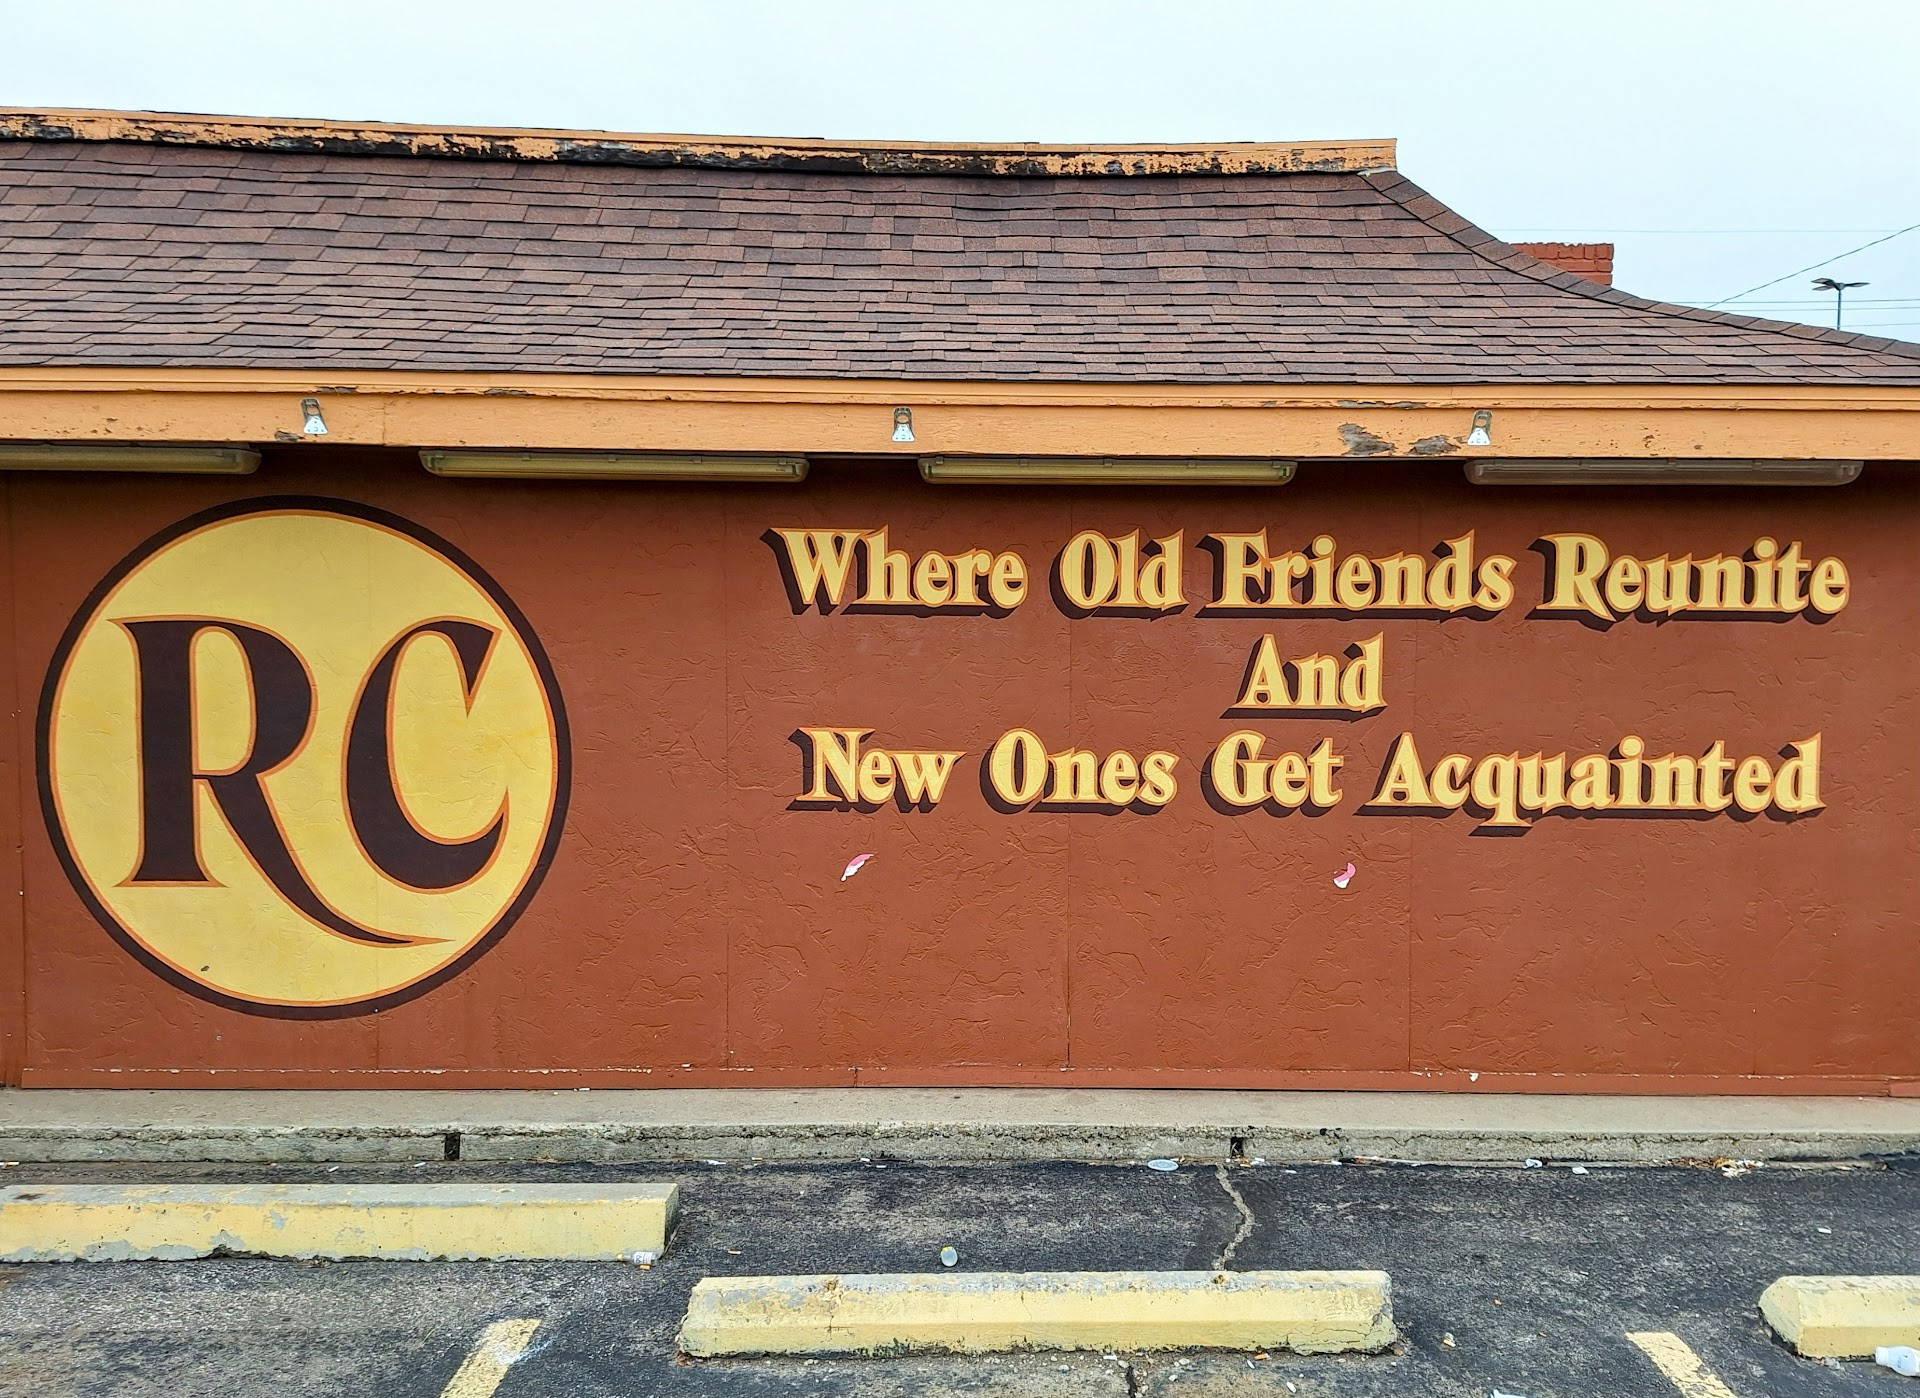 RC
Where Old Friends Reunite
And
New Ones Get Acquainted